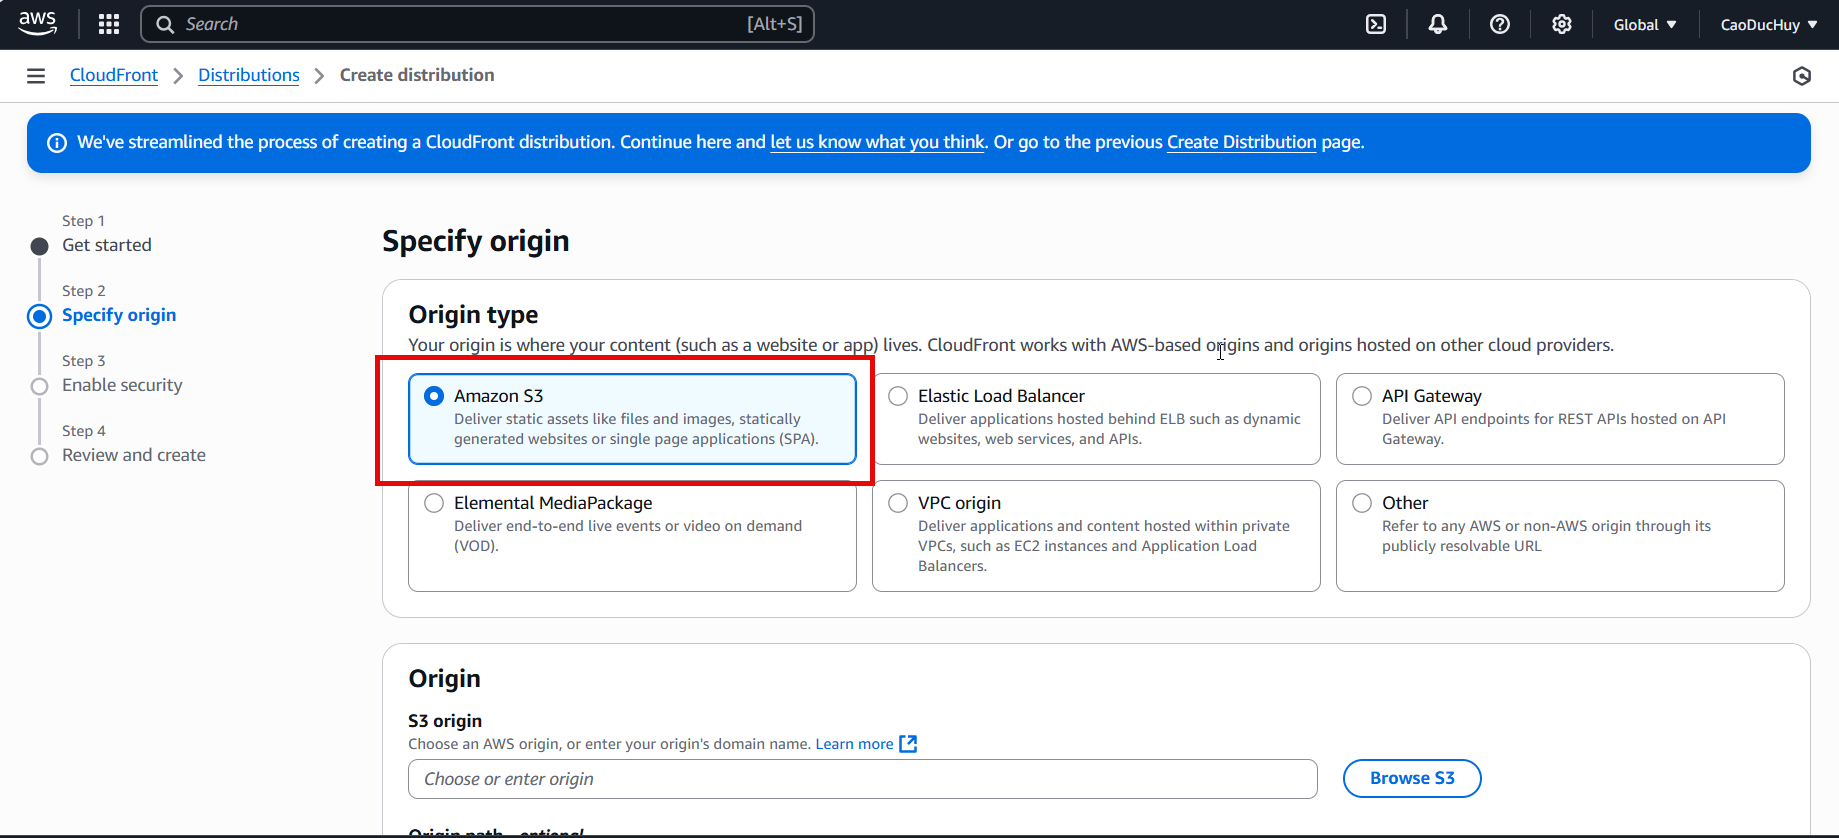 aws
Search [Alt+S]
Global
CaoDucHuy
CloudFront
Distributions
Create distribution
We've streamlined the process of creating a CloudFront distribution. Continue here and let us know what you think. Or go to the previous Create Distribution page.
Step 1
Get started
Step 2
Specify origin
Step 3
Enable security
Step 4
Review and create
Specify origin
Origin type
Your origin is where your content (such as a website or app) lives. CloudFront works with AWS-based origins and origins hosted on other cloud providers.
Amazon S3
Deliver static assets like files and images, statically
generated websites or single page applications (SPA).
Elastic Load Balancer
Deliver applications hosted behind ELB such as dynamic
websites, web services, and APIs.
API Gateway
Deliver API endpoints for REST APIs hosted on API
Gateway.
Elemental MediaPackage
Deliver end-to-end live events or video on demand
(VOD).
VPC origin
Deliver applications and content hosted within private
VPCs, such as EC2 instances and Application Load
Balancers.
Other
Refer to any AWS or non-AWS origin through its
publicly resolvable URL
Origin
S3 origin
Choose an AWS origin, or enter your origin's domain name. Learn more
Choose or enter origin
Browse S3
Origin path - optional